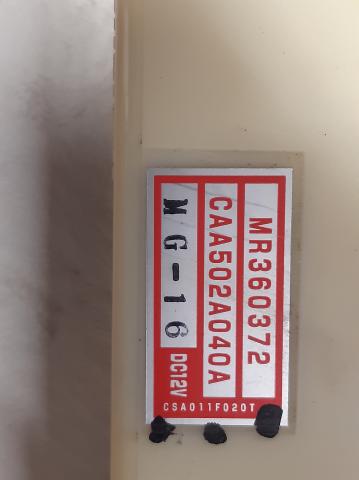 MR360372
CAA502A040A
MG-16 DC12V
CSA011F020T